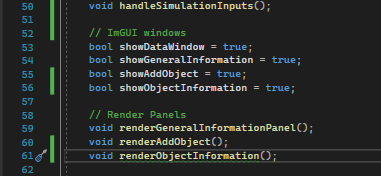 50 void handleSimulationInputs();
51
52 // ImGUI windows
53 bool showDataWindow = true;
54 bool showGeneralInformation = true;
55 bool showAddObject = true;
56 bool showObjectInformation = true;
57
58 // Render Panels
59 void renderGeneralInformationPanel();
60 void renderAddObject();
61 void renderObjectInformation();
62